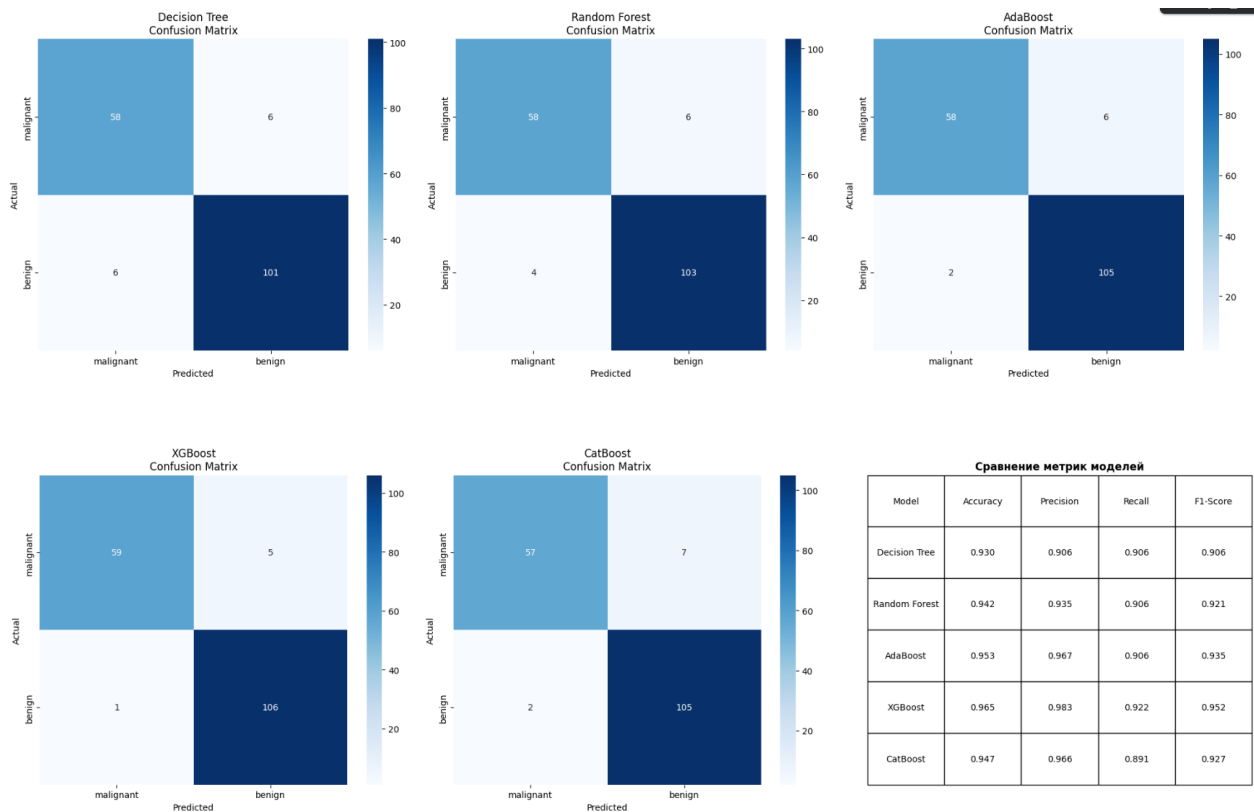 Decision Tree
Confusion Matrix
malignant
benign
Actual
58 6
6 101
malignant benign
Predicted
100
80
60
40
20
Random Forest
Confusion Matrix
malignant
benign
Actual
58 6
4 103
malignant benign
Predicted
100
80
60
40
20
AdaBoost
Confusion Matrix
malignant
benign
Actual
58 6
2 105
malignant benign
Predicted
100
80
60
40
20
XGBoost
Confusion Matrix
malignant
benign
Actual
59 5
1 106
malignant benign
Predicted
100
80
60
40
20
CatBoost
Confusion Matrix
malignant
benign
Actual
57 7
2 105
malignant benign
Predicted
100
80
60
40
20
Сравнение метрик моделей
Model Accuracy Precision Recall F1-Score
Decision Tree 0.930 0.906 0.906 0.906
Random Forest 0.942 0.935 0.906 0.921
AdaBoost 0.953 0.967 0.906 0.935
XGBoost 0.965 0.983 0.922 0.952
CatBoost 0.947 0.966 0.891 0.927